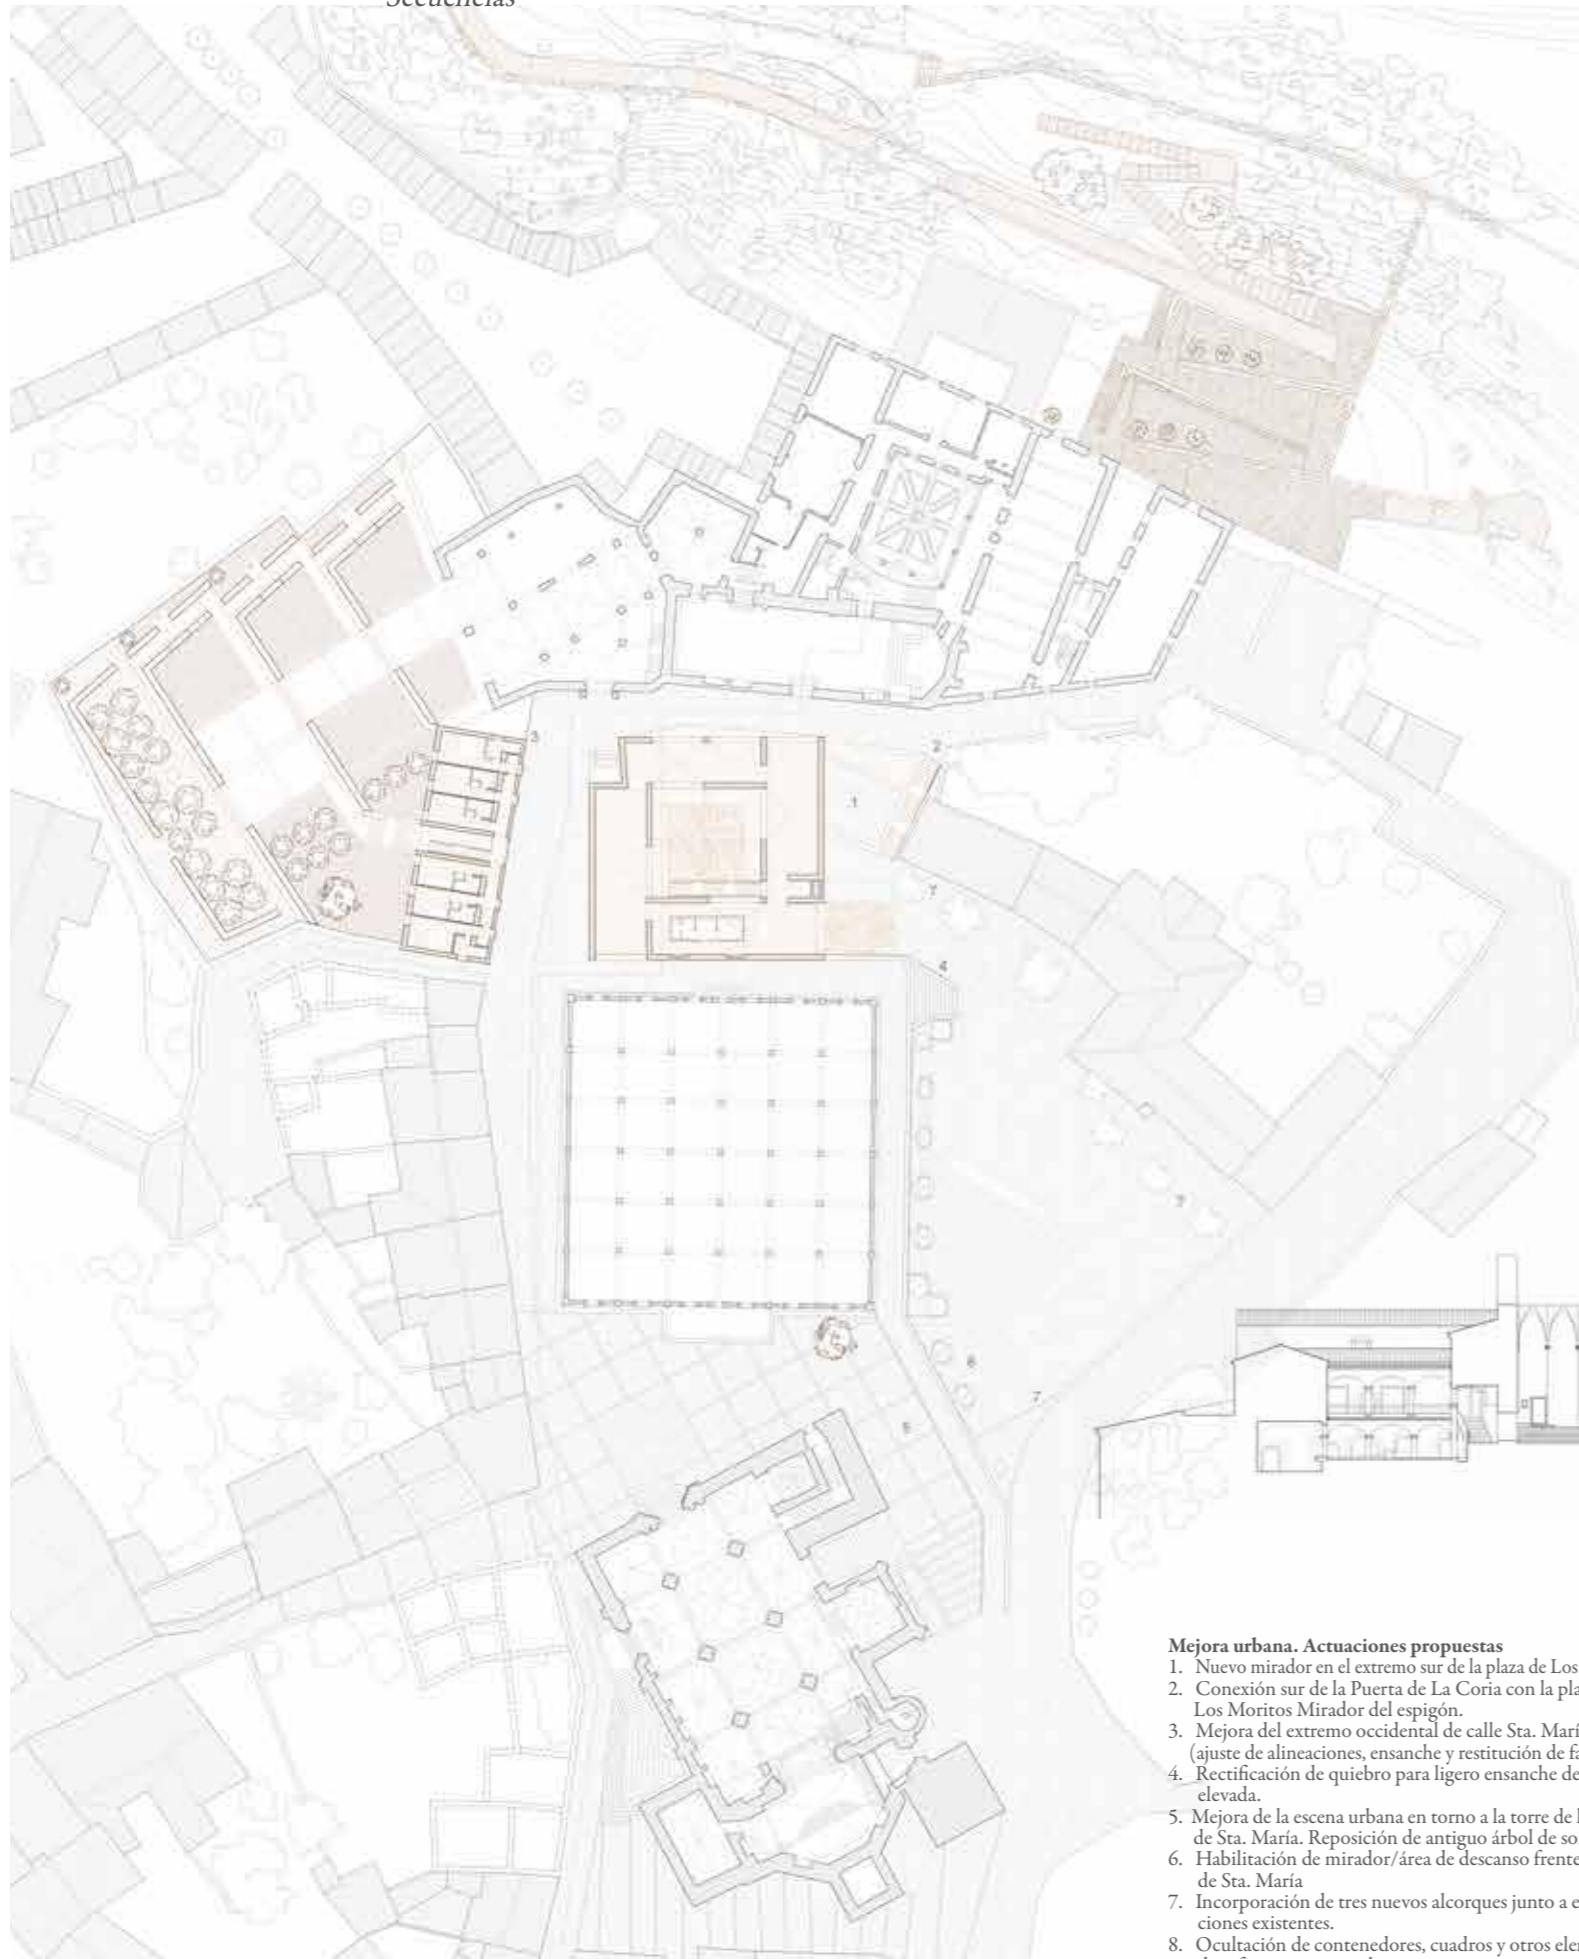 Secuencias
3
2
1
7
4
9
6
7
8
Mejora urbana. Actuaciones propuestas
1. Nuevo mirador en el extremo sur de la plaza de Los
2. Conexión sur de la Puerta de La Coria con la pla
Los Moritos Mirador del espigón.
3. Mejora del extremo occidental de calle Sta. Marí
(ajuste de alineaciones, ensanche y restitución de fa
4. Rectificación de quiebro para ligero ensanche de
elevada.
5. Mejora de la escena urbana en torno a la torre de l
de Sta. María. Reposición de antiguo árbol de so
6. Habilitación de mirador/área de descanso frente
de Sta. María
7. Incorporación de tres nuevos alcorques junto a e
ciones existentes.
8. Ocultación de contenedores, cuadros y otros ele